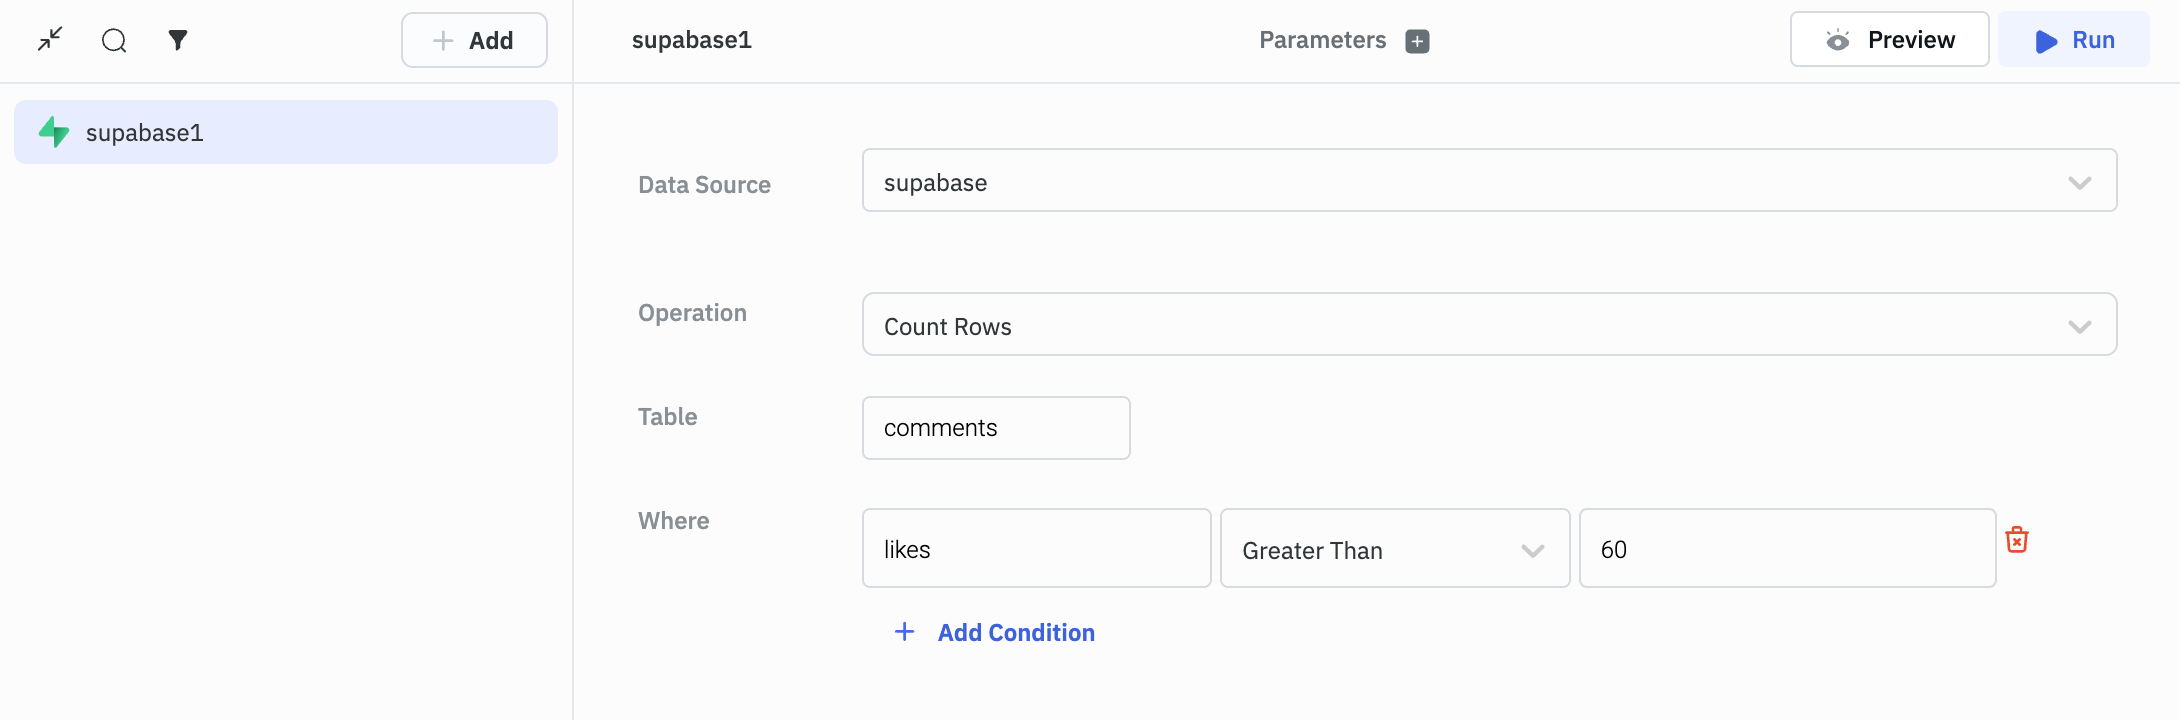 Add
supabase1
Parameters
Preview
Run
supabase1
Data Source
supabase
Operation
Count Rows
Table
comments
Where
likes
Greater Than
60
Add Condition